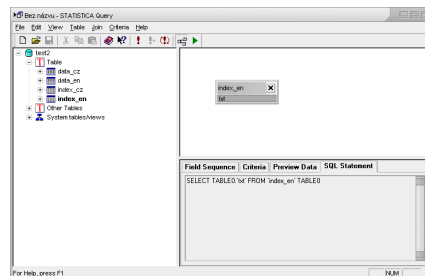 Bez názvu - STATISTICA Query
File Edit View Table Join Criteria Help
test2
Table
data_cz
data_en
index_cz
index_en
Other Tables
System tables/views
index_en
txt
Field Sequence Criteria Preview Data SQL Statement
SELECT TABLE0.'txt' FROM 'index_en' TABLE0
For Help, press F1
NUM